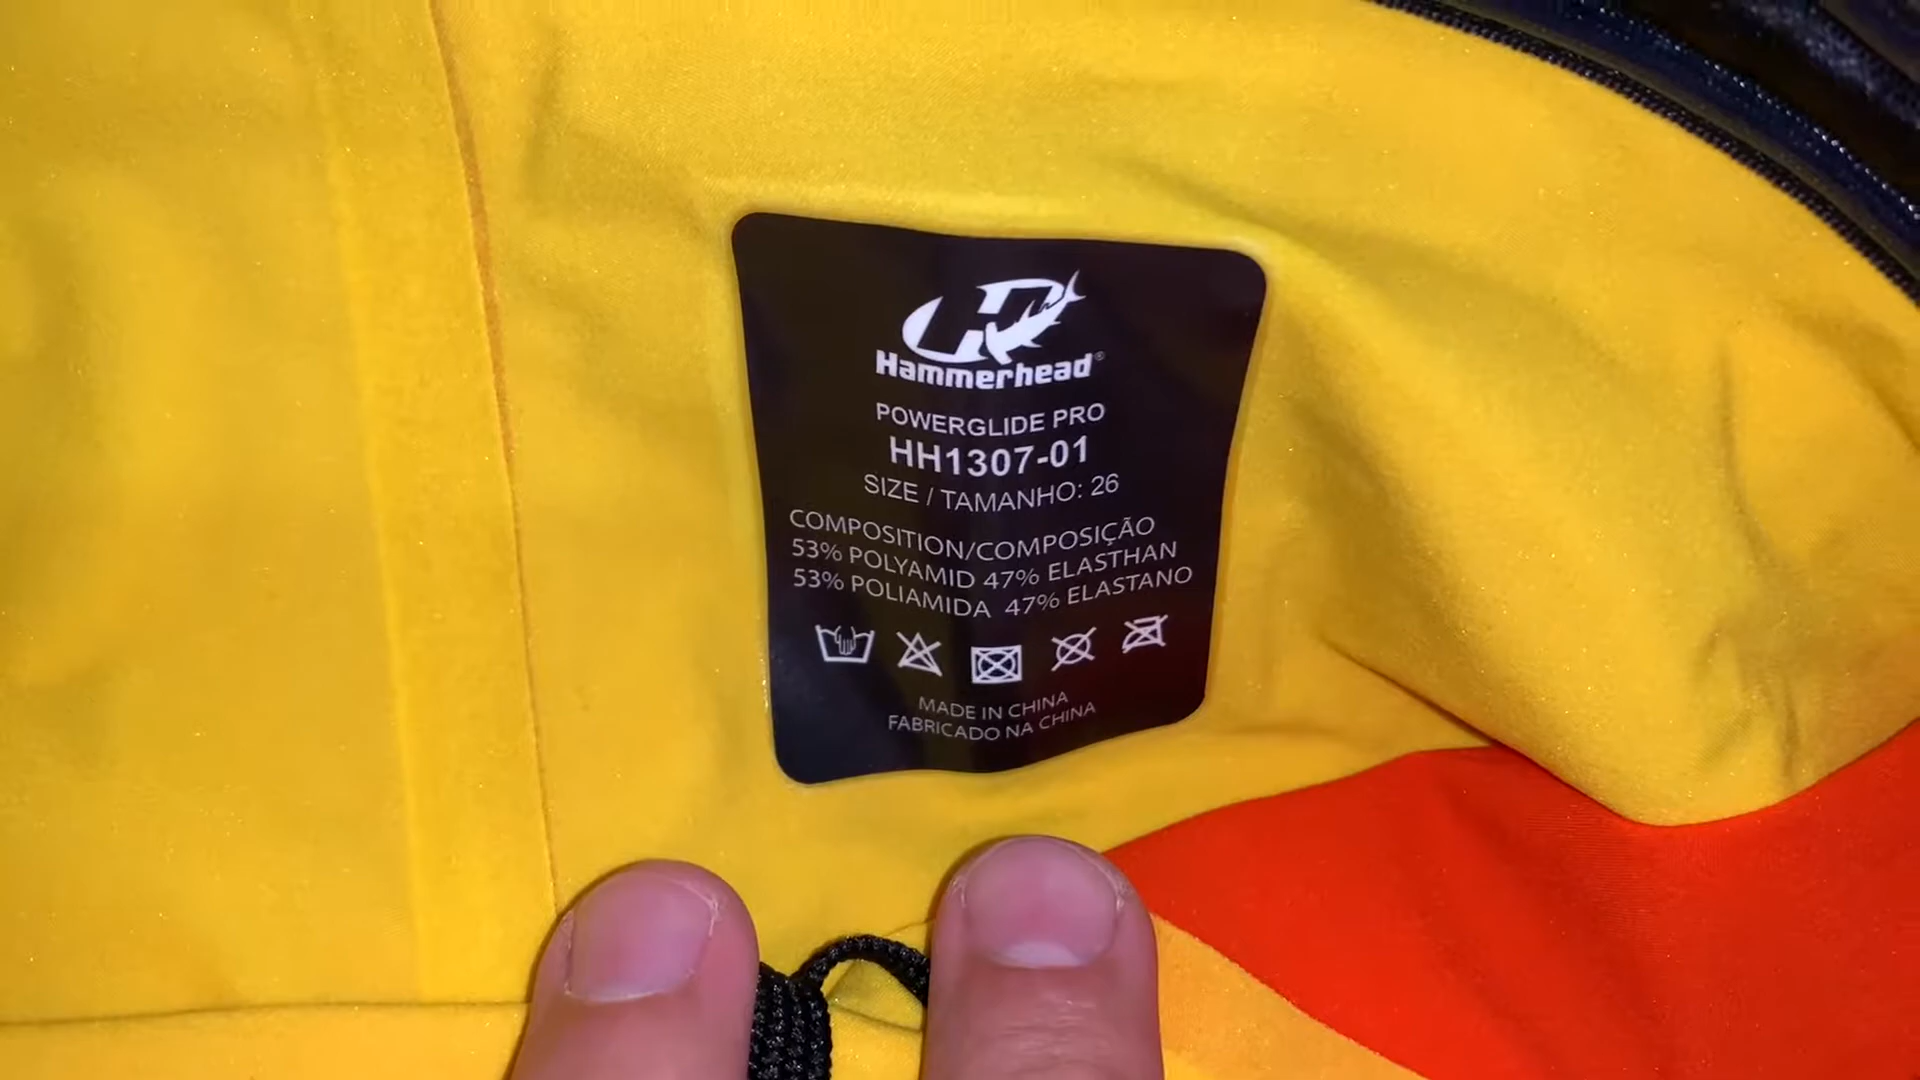 Hammerhead®
POWERGLIDE PRO
HH1307-01
SIZE / TAMANHO: 26
COMPOSITION/COMPOSIÇÃO
53% POLYAMID 47% ELASTHAN
53% POLIAMIDA 47% ELASTANO
MADE IN CHINA
FABRICADO NA CHINA